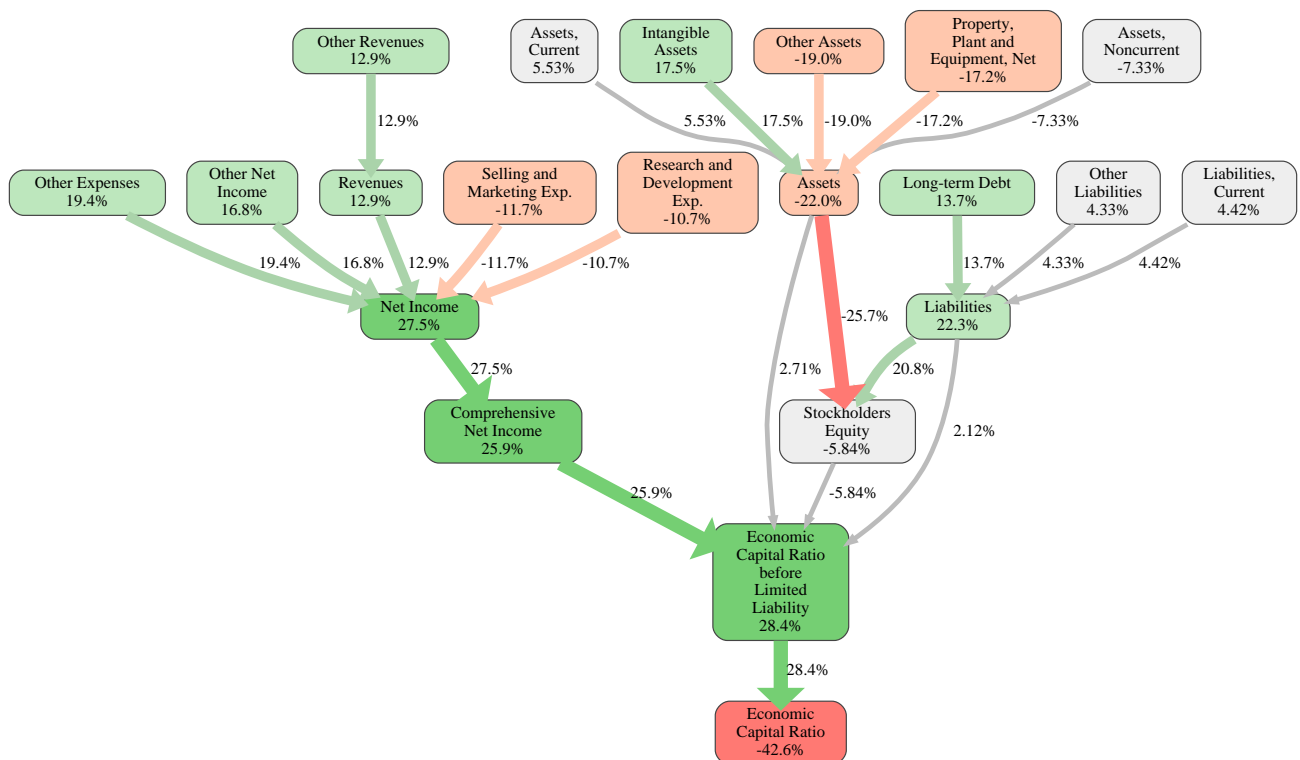 Other Revenues
12.9%
Assets,
Current
5.53%
Intangible
Assets
17.5%
Other Assets
-19.0%
Property,
Plant and
Equipment, Net
-17.2%
Assets,
Noncurrent
-7.33%
12.9%
5.53%
17.5%
-19.0%
-17.2%
-7.33%
Other Expenses
19.4%
Other Net
Income
16.8%
Revenues
12.9%
Selling and
Marketing Exp.
-11.7%
Research and
Development
Exp.
-10.7%
Assets
-22.0%
Long-term Debt
13.7%
Other
Liabilities
4.33%
Liabilities,
Current
4.42%
19.4%
16.8%
12.9%
-11.7%
-10.7%
13.7%
4.33%
4.42%
Net Income
27.5%
-25.7%
Liabilities
22.3%
27.5%
2.71%
20.8%
Comprehensive
Net Income
25.9%
Stockholders
Equity
-5.84%
2.12%
25.9%
-5.84%
Economic
Capital Ratio
before
Limited
Liability
28.4%
28.4%
Economic
Capital Ratio
-42.6%